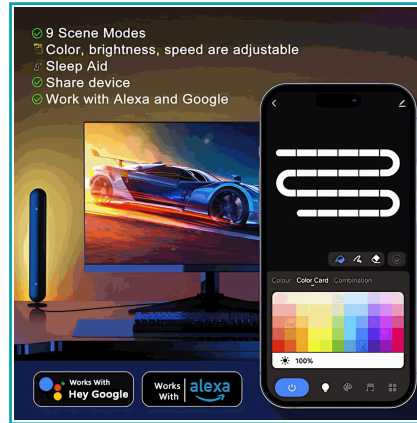 9 Scene Modes
Color, brightness, speed are adjustable
Sleep Aid
Share device
Work with Alexa and Google
Colour Color Card Combination
100%
Works With
Hey Google
Works With alexa